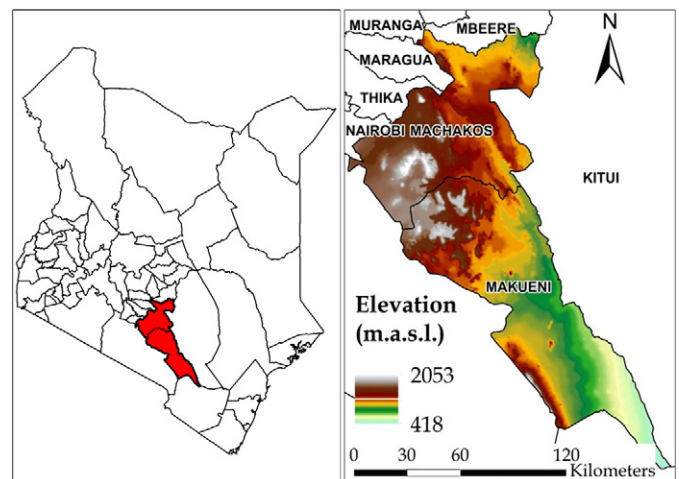 MURANGA
MBEERE
N
MARAGUA
THIKA
NAIROBI MACHAKOS
KITUI
MAKUENI
Elevation
(m.a.s.l.)
2053
418
0 30 60 120
Kilometers